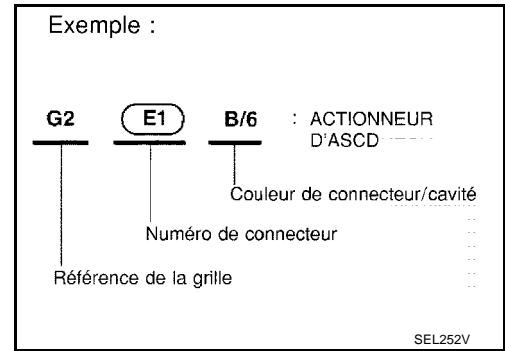 Exemple :
G2 E1 B/6 : ACTIONNEUR
D'ASCD
Couleur de connecteur/cavité
Numéro de connecteur
Référence de la grille
SEL252V